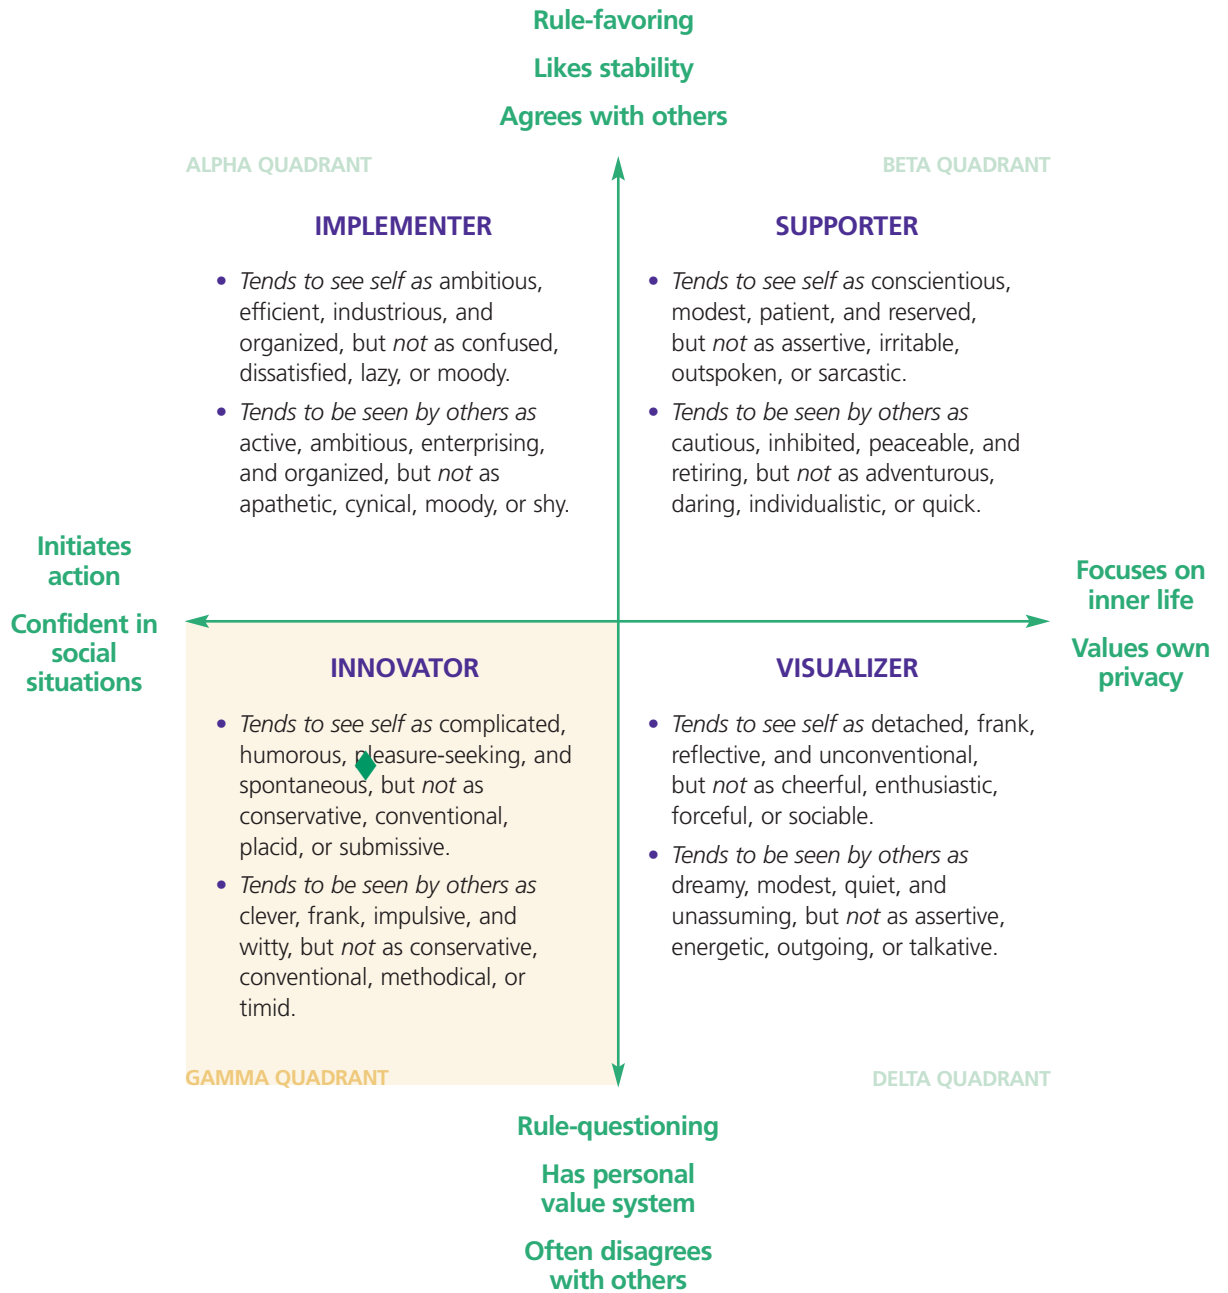 Rule-favoring
Likes stability
Agrees with others
ALPHA QUADRANT
BETA QUADRANT
IMPLEMENTER
• Tends to see self as ambitious,
efficient, industrious, and
organized, but not as confused,
dissatisfied, lazy, or moody.
• Tends to be seen by others as
active, ambitious, enterprising,
and organized, but not as
apathetic, cynical, moody, or shy.
SUPPORTER
• Tends to see self as conscientious,
modest, patient, and reserved,
but not as assertive, irritable,
outspoken, or sarcastic.
• Tends to be seen by others as
cautious, inhibited, peaceable, and
retiring, but not as adventurous,
daring, individualistic, or quick.
Initiates
action
Confident in
social
situations
Focuses on
inner life
Values own
privacy
INNOVATOR
• Tends to see self as complicated,
humorous, pleasure-seeking, and
spontaneous, but not as
conservative, conventional,
placid, or submissive.
• Tends to be seen by others as
clever, frank, impulsive, and
witty, but not as conservative,
conventional, methodical, or
timid.
VISUALIZER
• Tends to see self as detached, frank,
reflective, and unconventional,
but not as cheerful, enthusiastic,
forceful, or sociable.
• Tends to be seen by others as
dreamy, modest, quiet, and
unassuming, but not as assertive,
energetic, outgoing, or talkative.
GAMMA QUADRANT
DELTA QUADRANT
Rule-questioning
Has personal
value system
Often disagrees
with others